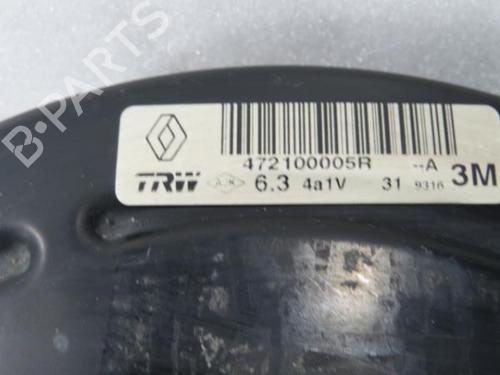 472100005R --A
TRW 6.3 4a1V 31 9316 3M
B-PARTS